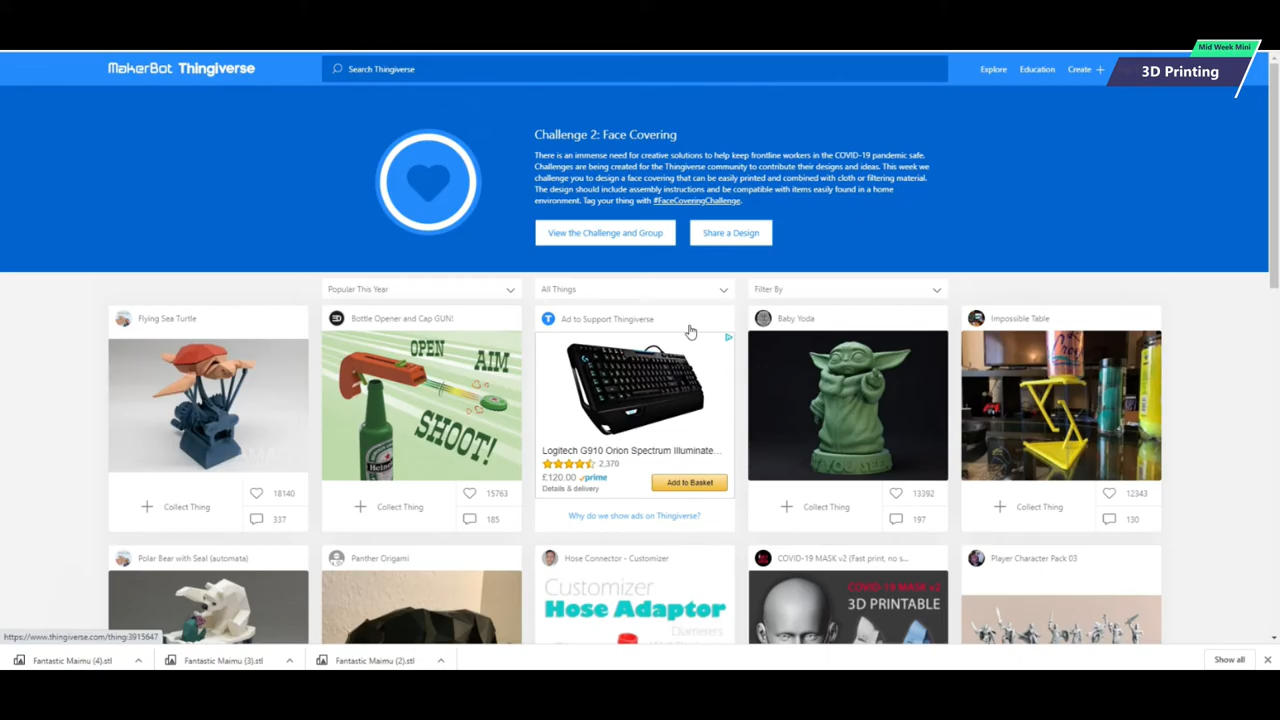 Mid Week Mini
3D Printing
MakerBot Thingiverse
Search Thingiverse
Explore
Education
Create +
Challenge 2: Face Covering
There is an immense need for creative solutions to help keep frontline workers in the COVID-19 pandemic safe.
Challenges are being created for the Thingiverse community to contribute their designs and ideas. This week we
challenge you to design a face covering that can be easily printed and combined with cloth or filtering material.
The design should include assembly instructions and be compatible with items easily found in a home
environment. Tag your thing with #FaceCoveringChallenge.
View the Challenge and Group
Share a Design
Popular This Year
All Things
Filter By
Flying Sea Turtle
Collect Thing
18140
337
Bottle Opener and Cap GUN!
OPEN
AIM
SHOOT!
Heineken
Collect Thing
15763
185
Ad to Support Thingiverse
Logitech G910 Orion Spectrum Illuminate...
2,370
£120.00 prime
Details & delivery
Add to Basket
Why do we show ads on Thingiverse?
Baby Yoda
Collect Thing
13392
197
Impossible Table
Collect Thing
12343
130
Polar Bear with Seal (automata)
Panther Origami
Hose Connector - Customizer
Customizer
Hose Adaptor
Diameterers
COVID-19 MASK v2 (Fast print, no s...
COVID-19 MASK v2
3D PRINTABLE
Player Character Pack 03
https://www.thingiverse.com/thing:3915647
Fantastic Maimu (4).stl
Fantastic Maimu (3).stl
Fantastic Maimu (2).stl
Show all